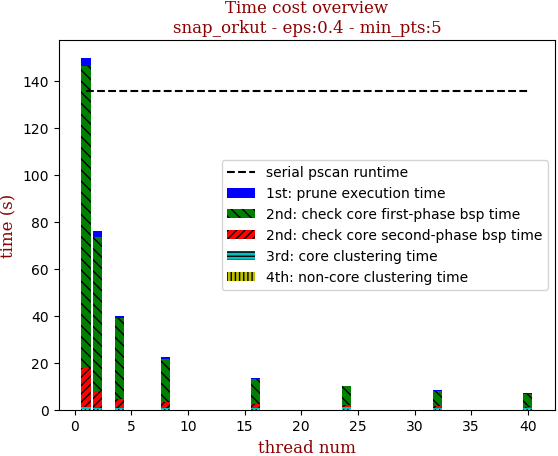 Time cost overview
snap_orkut - eps:0.4 - min_pts:5
time (s)
140
120
100
80
60
40
20
0
serial pscan runtime
1st: prune execution time
2nd: check core first-phase bsp time
2nd: check core second-phase bsp time
3rd: core clustering time
4th: non-core clustering time
0 5 10 15 20 25 30 35 40
thread num